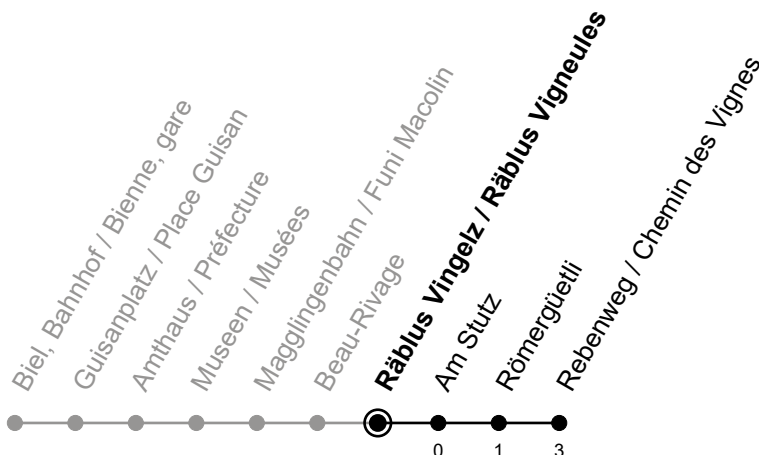 Biel, Bahnhof / Bienne, gare
Guisanplatz / Place Guisan
Amthaus / Préfecture
Museen / Musées
Magglingenbahn / Funi Macolin
Beau-Rivage
Räblus Vingelz / Räblus Vigneules
Am Stutz
Römergüetli
Rebenweg / Chemin des Vignes
0
1
3